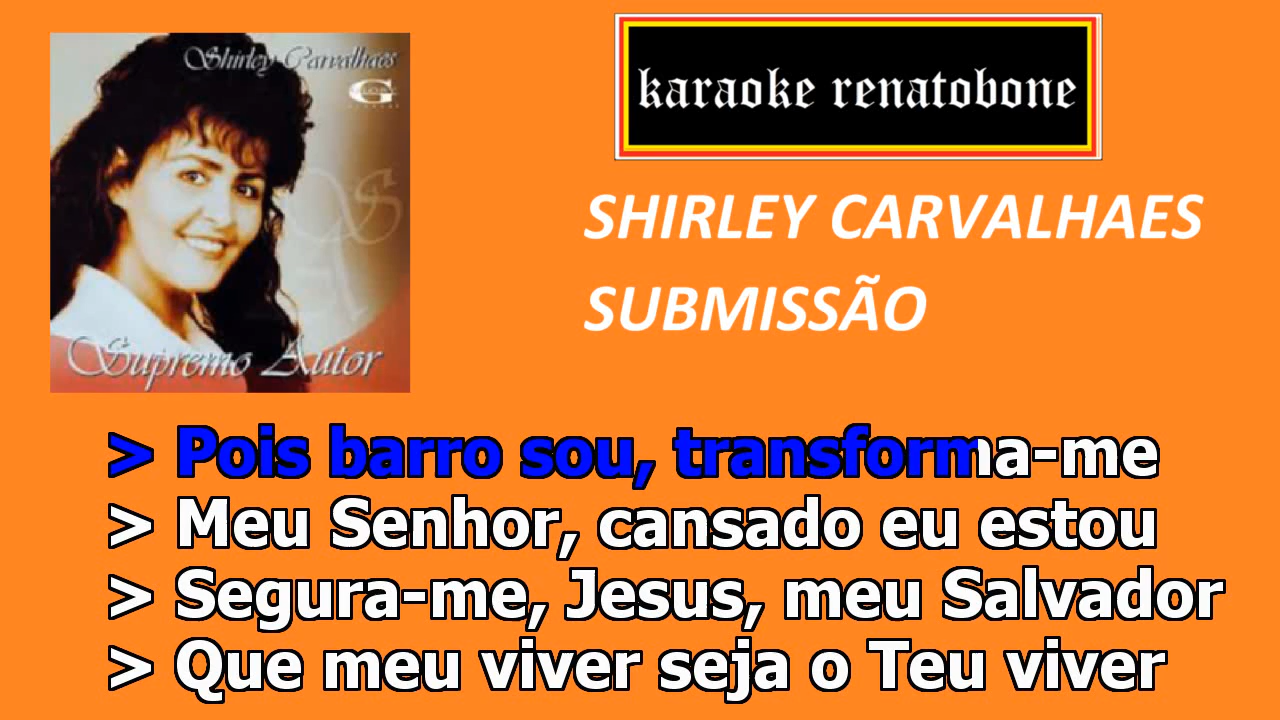 Shirley Carvalhaes
G
karaoke renatobone
SHIRLEY CARVALHAES
SUBMISSÃO
Supremo Autor
> Pois barro sou, transforma-me
> Meu Senhor, cansado eu estou
> Segura-me, Jesus, meu Salvador
> Que meu viver seja o Teu viver